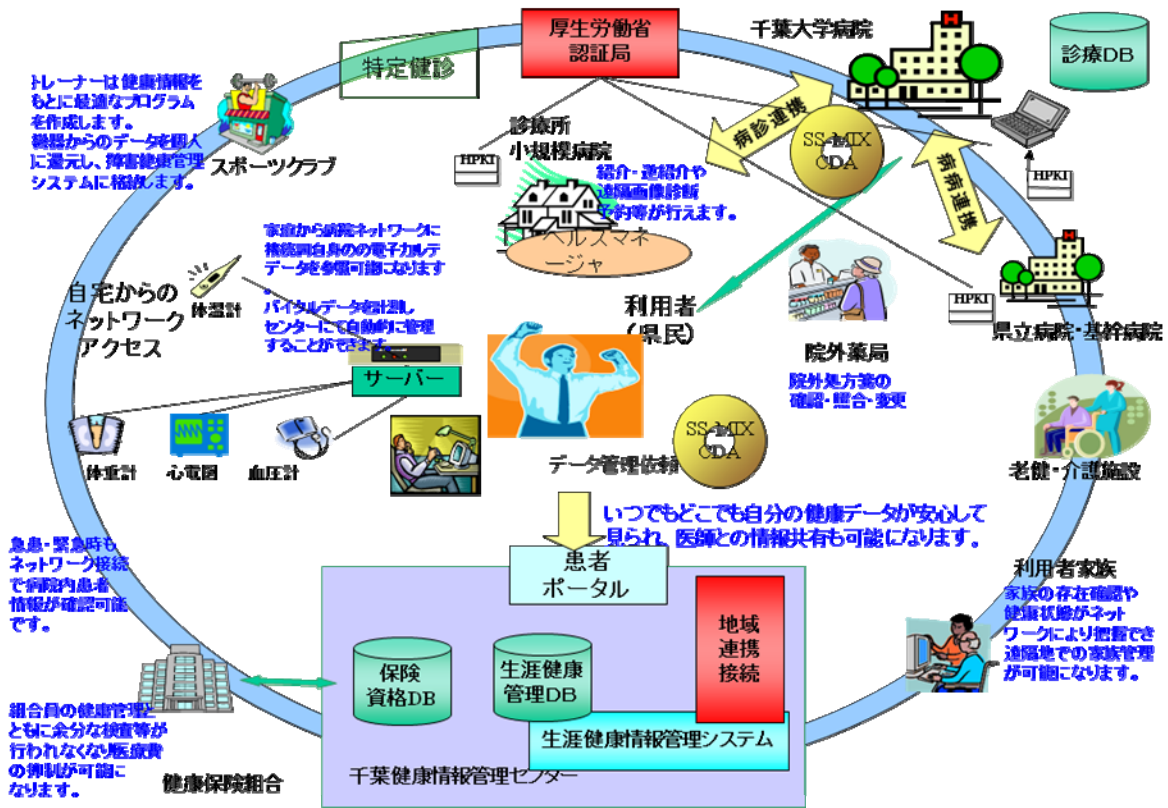 厚生労働省
認証局
千葉大学病院
診療DB
特定健診
トレーナーは健康情報を
もとに最適なプログラム
を作成します。
機器からのデータを個人
に還元し、障害健康管理
システムに格納します。
スポーツクラブ
診療所
小規模病院
HPKI
病診連携
SS-MIX
CDA
病病連携
HPKI
紹介・逆紹介や
遠隔画像診断
予約等が行えます。
ヘルスマネ
ージャ
家庭から病院ネットワークに
接続同自身のの電子カルテ
データを参照可能になります
。
バイタルデータを計測し
センターにて自動的に管理
することができます。
自宅からの
ネットワーク
アクセス
体温計
サーバー
体重計
心電図
血圧計
利用者
(県民)
院外薬局
院外処方箋の
確認・照合・変更
HPKI
県立病院・基幹病院
SS-MIX
CDA
データ管理依頼
老健・介護施設
いつでもどこでも自分の健康データが安心して
見られ、医師との情報共有も可能になります。
患者
ポータル
急患・緊急時も
ネットワーク接続
で病院内患者
情報が確認可能
です。
利用者家族
家族の存在確認や
健康状態がネット
ワークにより把握でき
遠隔地での家族管理
が可能になります。
地域
連携
接続
保険
資格DB
生涯健康
管理DB
生涯健康情報管理システム
千葉健康情報管理センター
組合員の健康管理と
ともに余分な検査等が
行われなくなり医療費
の抑制が可能に
なります。
健康保険組合